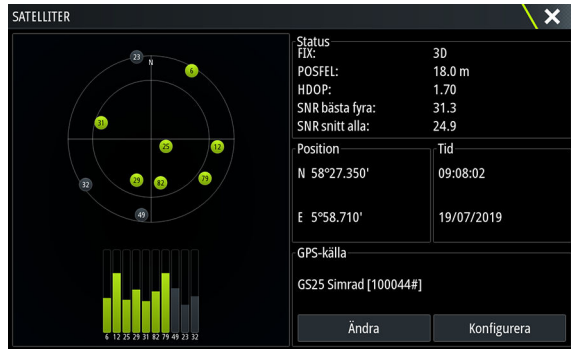 SATELLITER
23
N
6
31
25
12
32
29
82
79
49
6 12 25 29 31 82 79 49 23 32
Status
FIX: 3D
POSFEL: 18.0 m
HDOP: 1.70
SNR bästa fyra: 31.3
SNR snitt alla: 24.9
Position
N 58°27.350'
E 5°58.710'
Tid
09:08:02
19/07/2019
GPS-källa
GS25 Simrad [100044#]
Ändra
Konfigurera